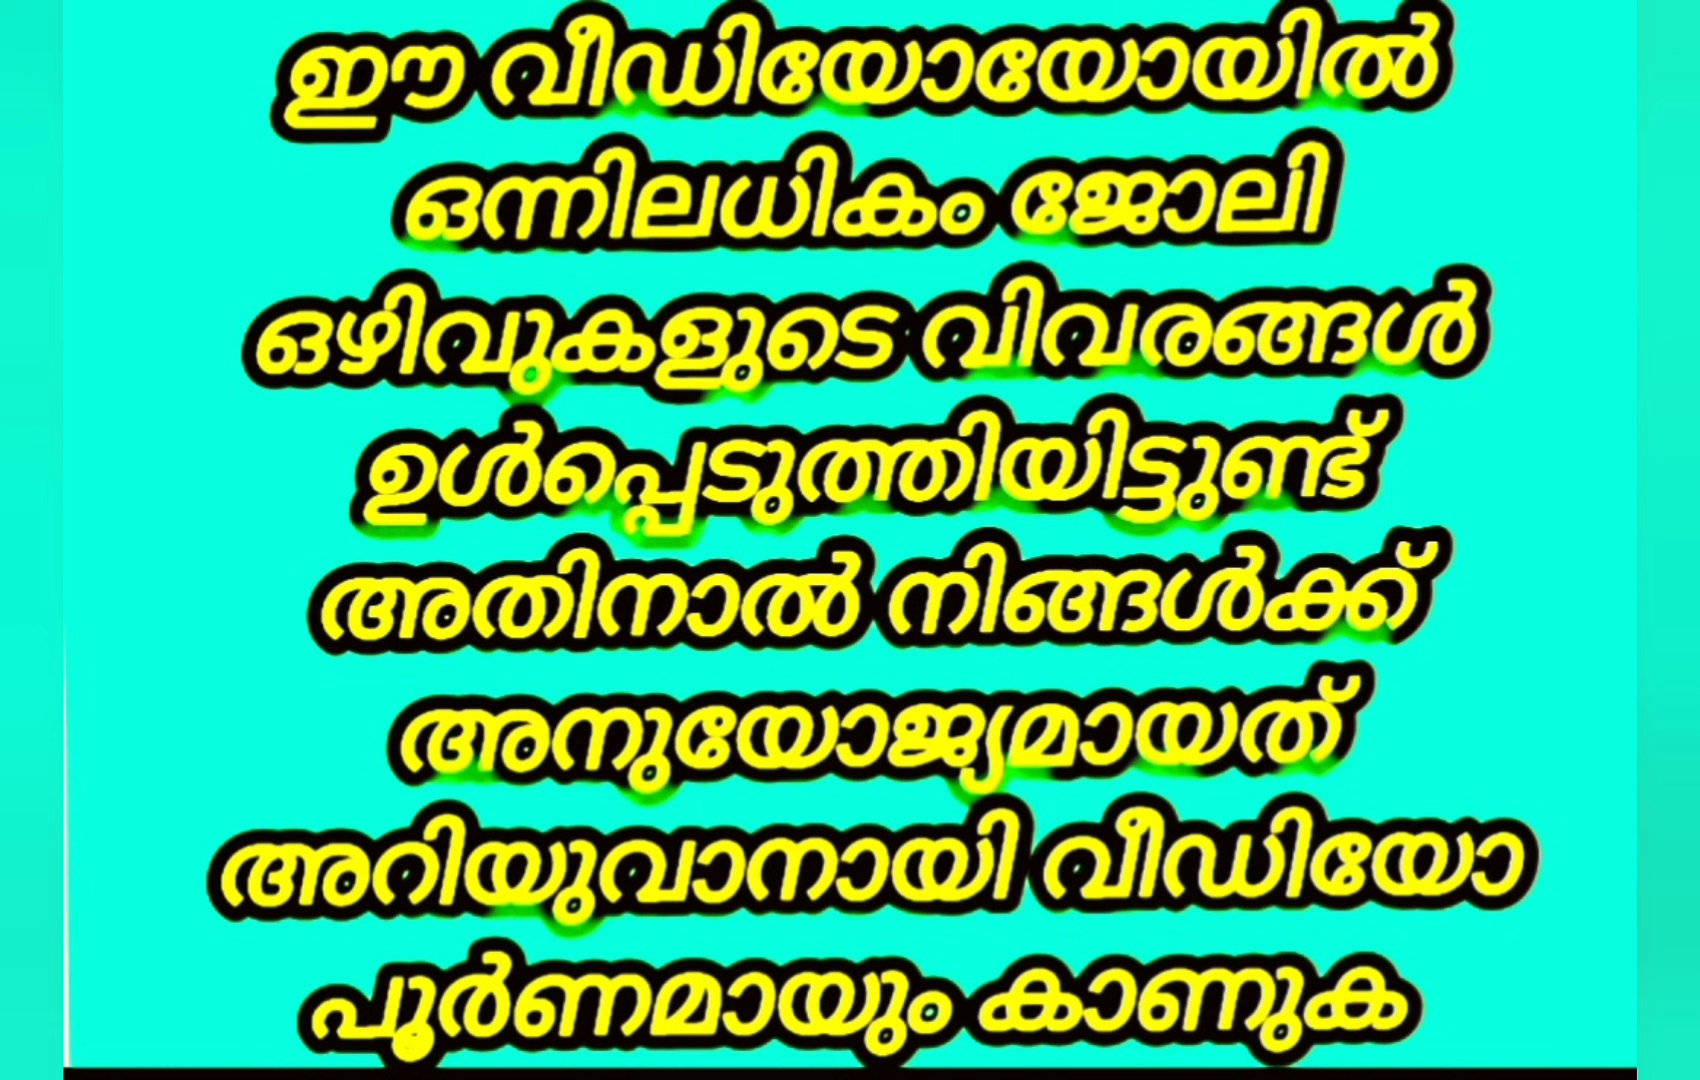 ഈ വീഡിയോയോയിൽ
ഒന്നിലധികം ജോലി
ഒഴിവുകളുടെ വിവരങ്ങൾ
ഉൾപ്പെടുത്തിയിട്ടുണ്ട്
അതിനാൽ നിങ്ങൾക്ക്
അനുയോജ്യമായത്
അറിയുവാനായി വീഡിയോ
പൂർണമായും കാണുക